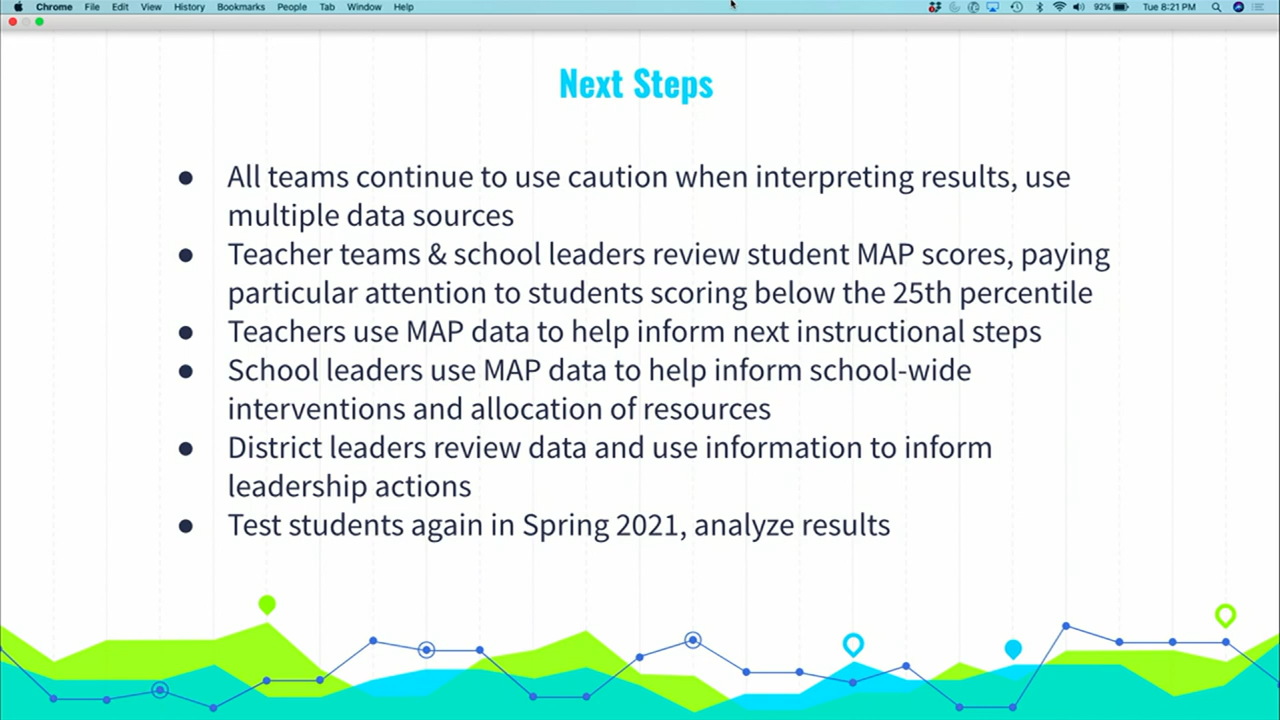 Chrome File Edit View History Bookmarks People Tab Window Help 92% Tue 8:21 PM
Next Steps
● All teams continue to use caution when interpreting results, use
multiple data sources
● Teacher teams & school leaders review student MAP scores, paying
particular attention to students scoring below the 25th percentile
● Teachers use MAP data to help inform next instructional steps
● School leaders use MAP data to help inform school-wide
interventions and allocation of resources
● District leaders review data and use information to inform
leadership actions
● Test students again in Spring 2021, analyze results